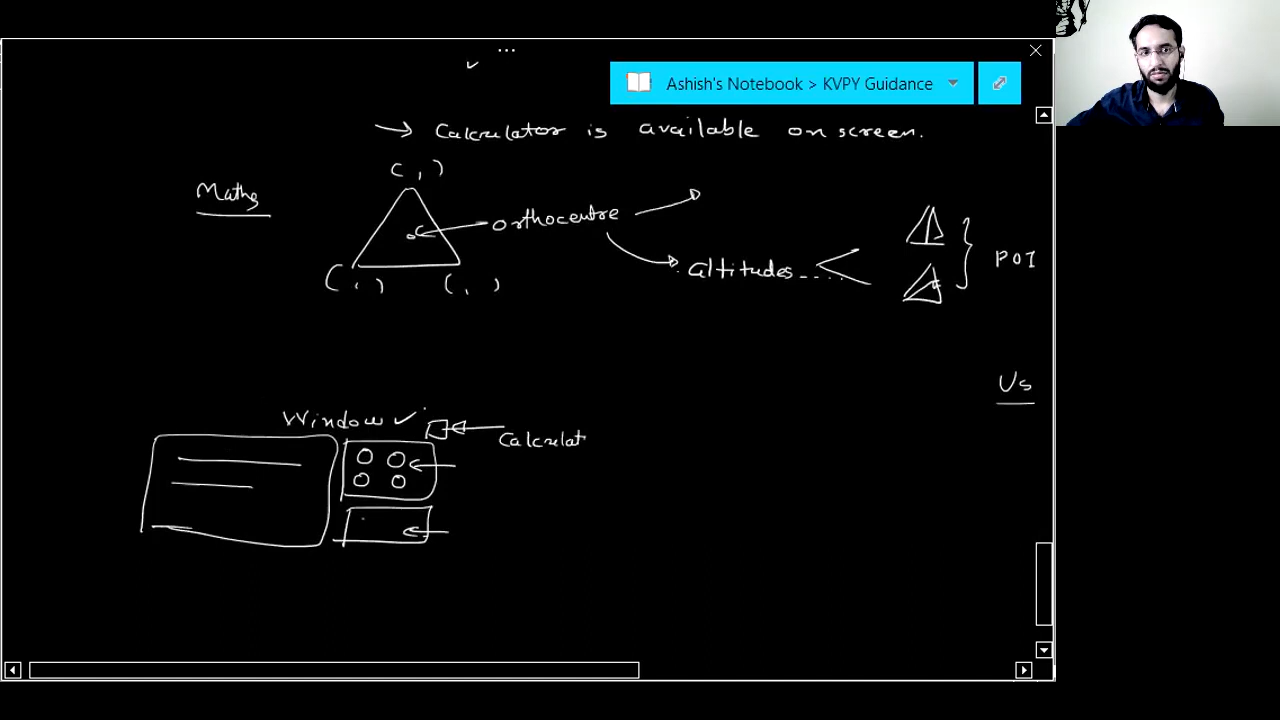 Ashish's Notebook > KVPY Guidance
→ Calculator is available on screen.
Maths
( , )
orthocentre
( , ) ( , )
altitudes
POI
Us
Window ✓
Calculat